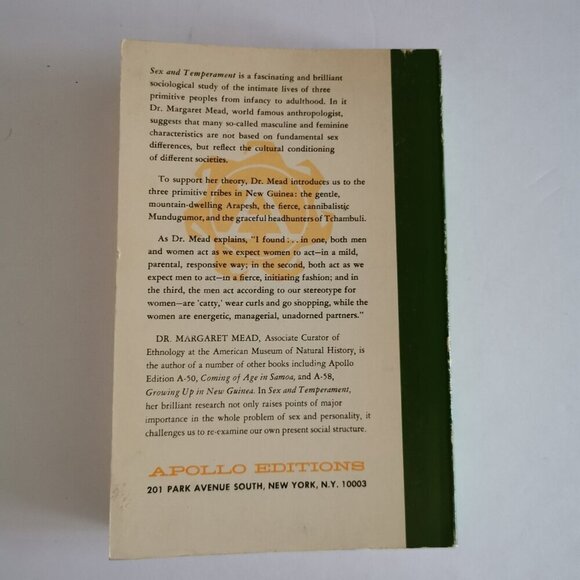 Sex and Temperament is a fascinating and brilliant
sociological study of the intimate lives of three
primitive peoples from infancy to adulthood. In it
Dr. Margaret Mead, world famous anthropologist,
suggests that many so-called masculine and feminine
characteristics are not based on fundamental sex
differences, but reflect the cultural conditioning
of different societies.
To support her theory, Dr. Mead introduces us to the
three primitive tribes in New Guinea: the gentle,
mountain-dwelling Arapesh, the fierce, cannibalistic
Mundugumor, and the graceful headhunters of Tchambuli.
As Dr. Mead explains, "I found . . . in one, both men
and women act as we expect women to act—in a mild,
parental, responsive way; in the second, both act as we
expect men to act—in a fierce, initiating fashion; and in
the third, the men act according to our stereotype for
women—are 'catty,' wear curls and go shopping, while the
women are energetic, managerial, unadorned partners."
DR. MARGARET MEAD, Associate Curator of
Ethnology at the American Museum of Natural History, is
the author of a number of other books including Apollo
Edition A-50, Coming of Age in Samoa, and A-58,
Growing Up in New Guinea. In Sex and Temperament,
her brilliant research not only raises points of major
importance in the whole problem of sex and personality, it
challenges us to re-examine our own present social structure.
APOLLO EDITIONS
201 PARK AVENUE SOUTH, NEW YORK, N.Y. 10003